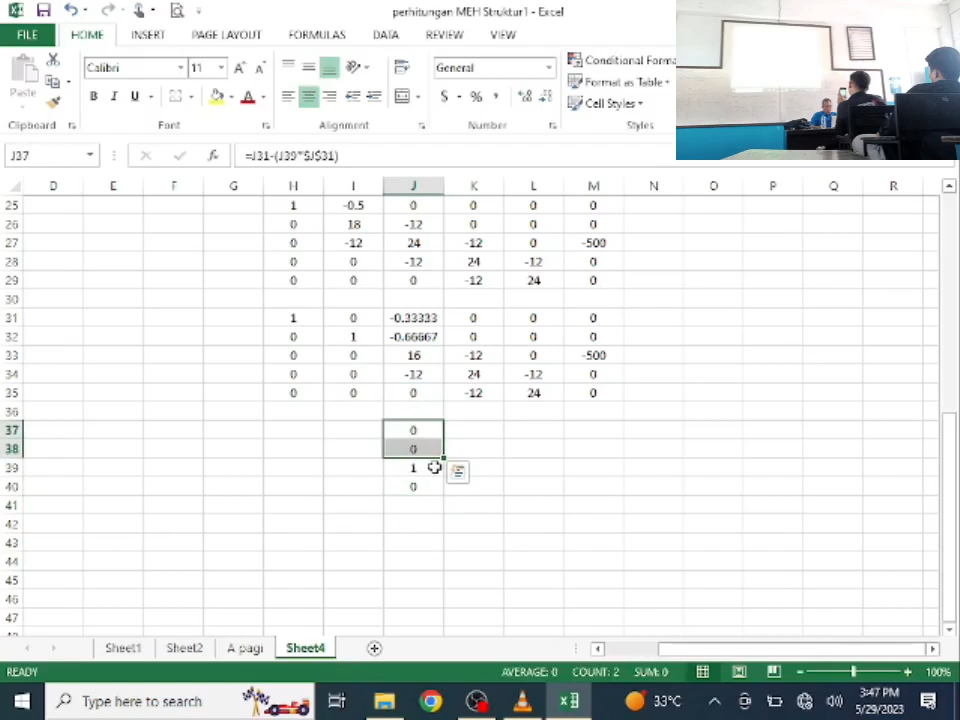 perhitungan MEH Struktur1 - Excel
FILE HOME INSERT PAGE LAYOUT FORMULAS DATA REVIEW VIEW
Calibri 11 General Conditional Forma
Paste Format as Table
B I U $ % , Cell Styles
Clipboard Font Alignment Number Styles
J37 fx =J31-(J39*$J$31)
D E F G H I J K L M N O P Q R
25 1 -0.5 0 0 0 0
26 0 18 -12 0 0 0
27 0 -12 24 -12 0 -500
28 0 0 -12 24 -12 0
29 0 0 0 -12 24 0
30
31 1 0 -0.33333 0 0 0
32 0 1 -0.66667 0 0 0
33 0 0 16 -12 0 -500
34 0 0 -12 24 -12 0
35 0 0 0 -12 24 0
36
37 0
38 0
39 1
40 0
41
42
43
44
45
46
47
Sheet1 Sheet2 A pagi Sheet4
READY AVERAGE: 0 COUNT: 2 SUM: 0 100%
Type here to search 33°C 3:47 PM
5/29/2023